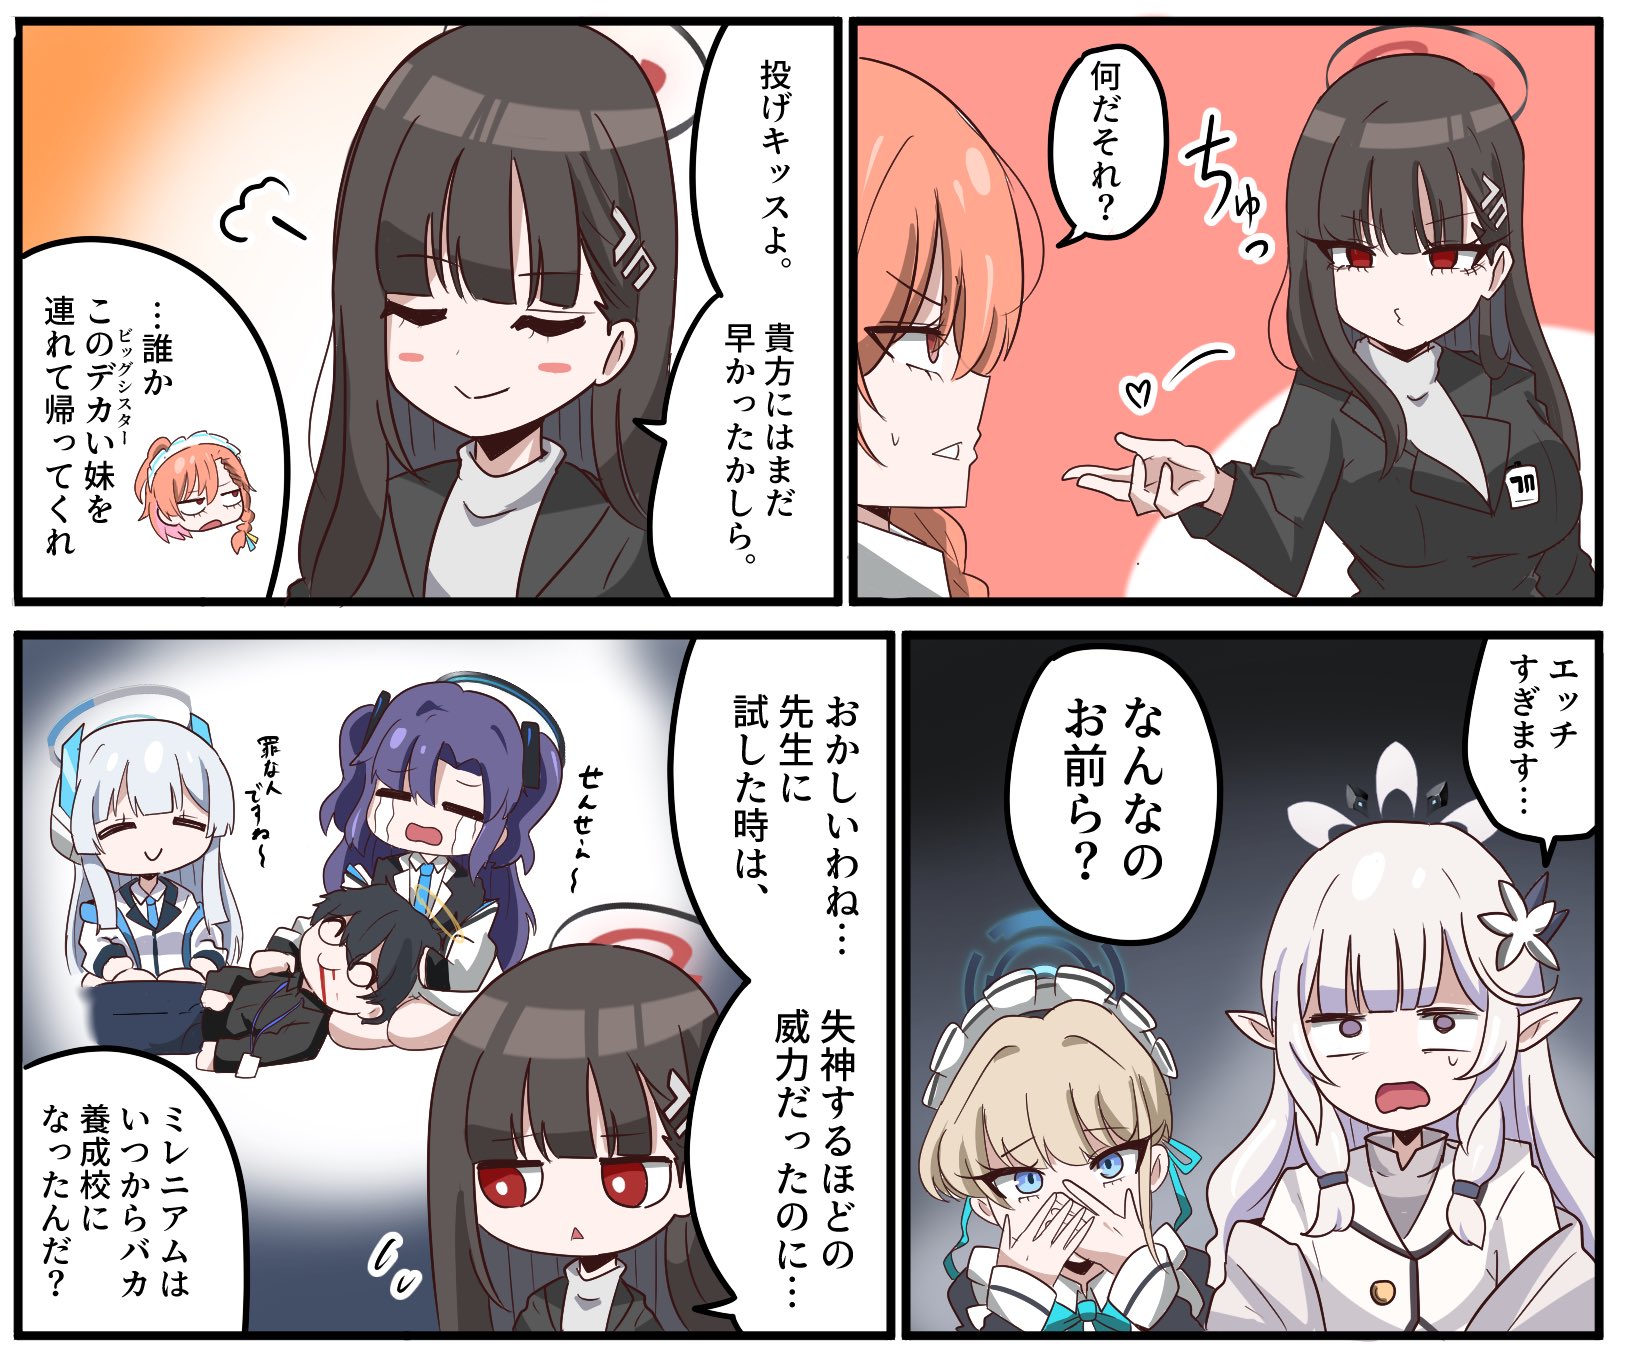 ちゅっ
何だそれ？
投げキッスよ。
貴方にはまだ
早かったかしら。
…誰か
このデカい妹を
ビッグシスター
連れて帰ってくれ
エッチ
すぎます…
なんなの
お前ら？
おかしいわね…
先生に
試した時は、
失神するほどの
威力だったのに…
せんせぇ〜ん〜
罪な人
ですね〜
ミレニアムは
いつからバカ
養成校に
なったんだ？